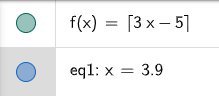 f(x) = ⌈3 x − 5⌉
eq1: x = 3.9